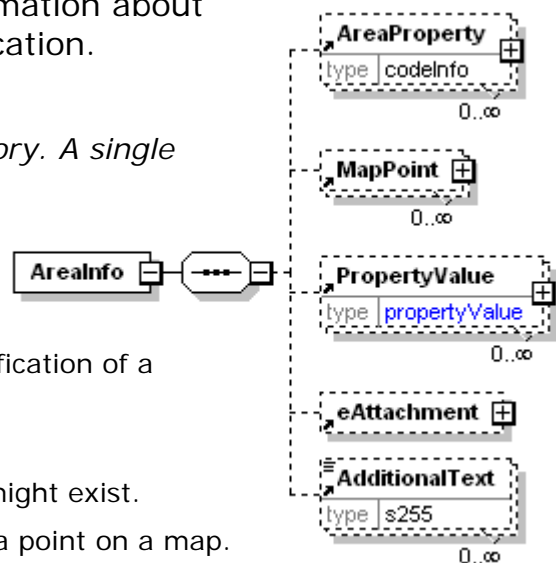 mation about
cation.
ory. A single
fication of a
night exist.
a point on a map.
AreaInfo
AreaProperty
type codeInfo
0..∞
MapPoint
0..∞
PropertyValue
type propertyValue
0..∞
eAttachment
AdditionalText
type s255
0..∞